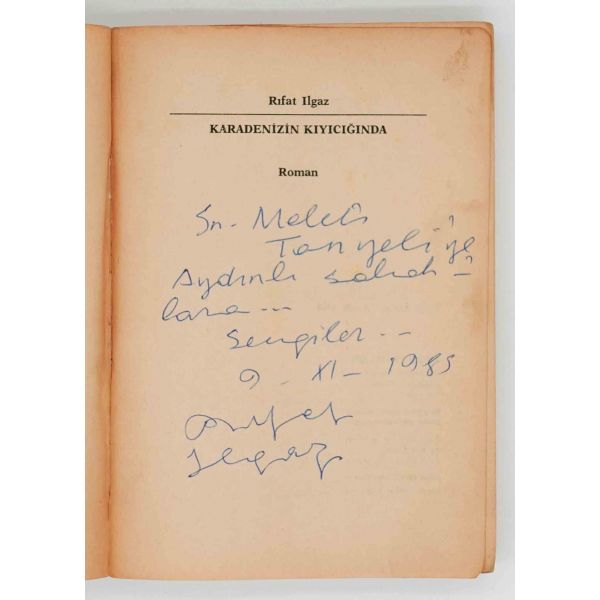 Rıfat Ilgaz
KARADENİZİN KIYICIĞINDA
Roman
Sn. Melek
Tanyeli'ye
Aydınlı sabah-
lara...
Sevgiler...
9 - XI - 1985
Rıfat
Ilgaz